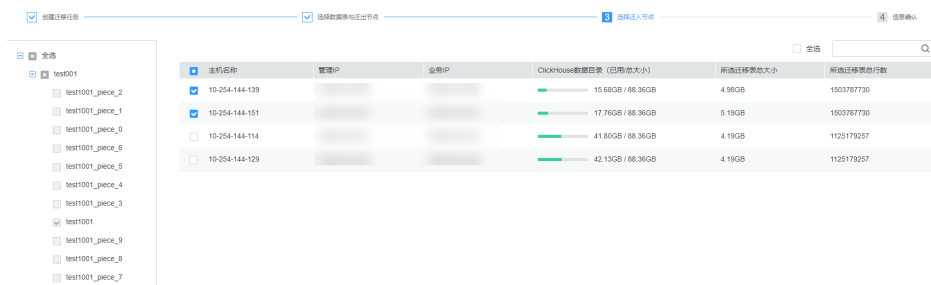 创建迁移任务
选择数据表与迁出节点
3 选择迁入节点
4 信息确认
全选
全选
test001
test1001_piece_2
test1001_piece_1
test1001_piece_0
test1001_piece_6
test1001_piece_5
test1001_piece_4
test1001_piece_3
test1001
test1001_piece_9
test1001_piece_8
test1001_piece_7
主机名称 管理IP 业务IP ClickHouse数据目录（已用/总大小） 所选迁移表总大小 所选迁移表总行数
10-254-144-139 15.68GB / 88.36GB 4.98GB 1503787730
10-254-144-151 17.76GB / 88.36GB 5.19GB 1503787730
10-254-144-114 41.80GB / 88.36GB 4.19GB 1125179257
10-254-144-129 42.13GB / 88.36GB 4.19GB 1125179257